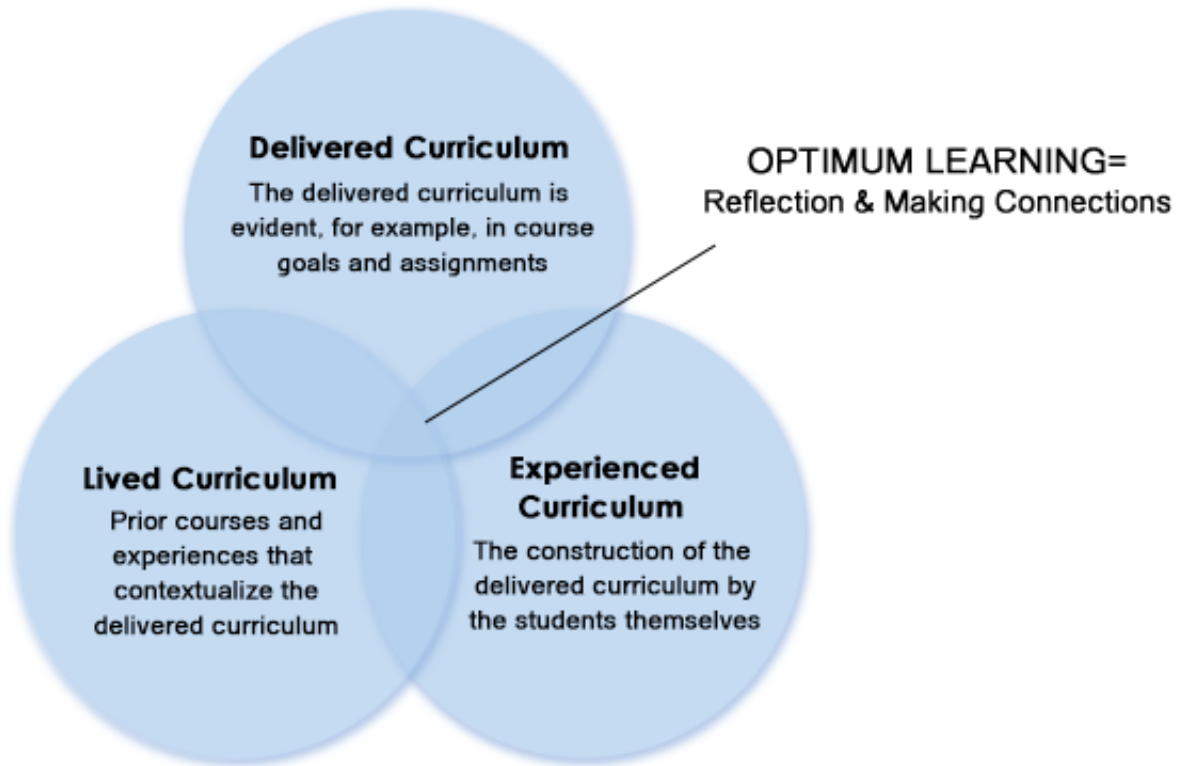 Delivered Curriculum
The delivered curriculum is
evident, for example, in course
goals and assignments
OPTIMUM LEARNING=
Reflection & Making Connections
Lived Curriculum
Prior courses and
experiences that
contextualize the
delivered curriculum
Experienced
Curriculum
The construction of the
delivered curriculum by
the students themselves